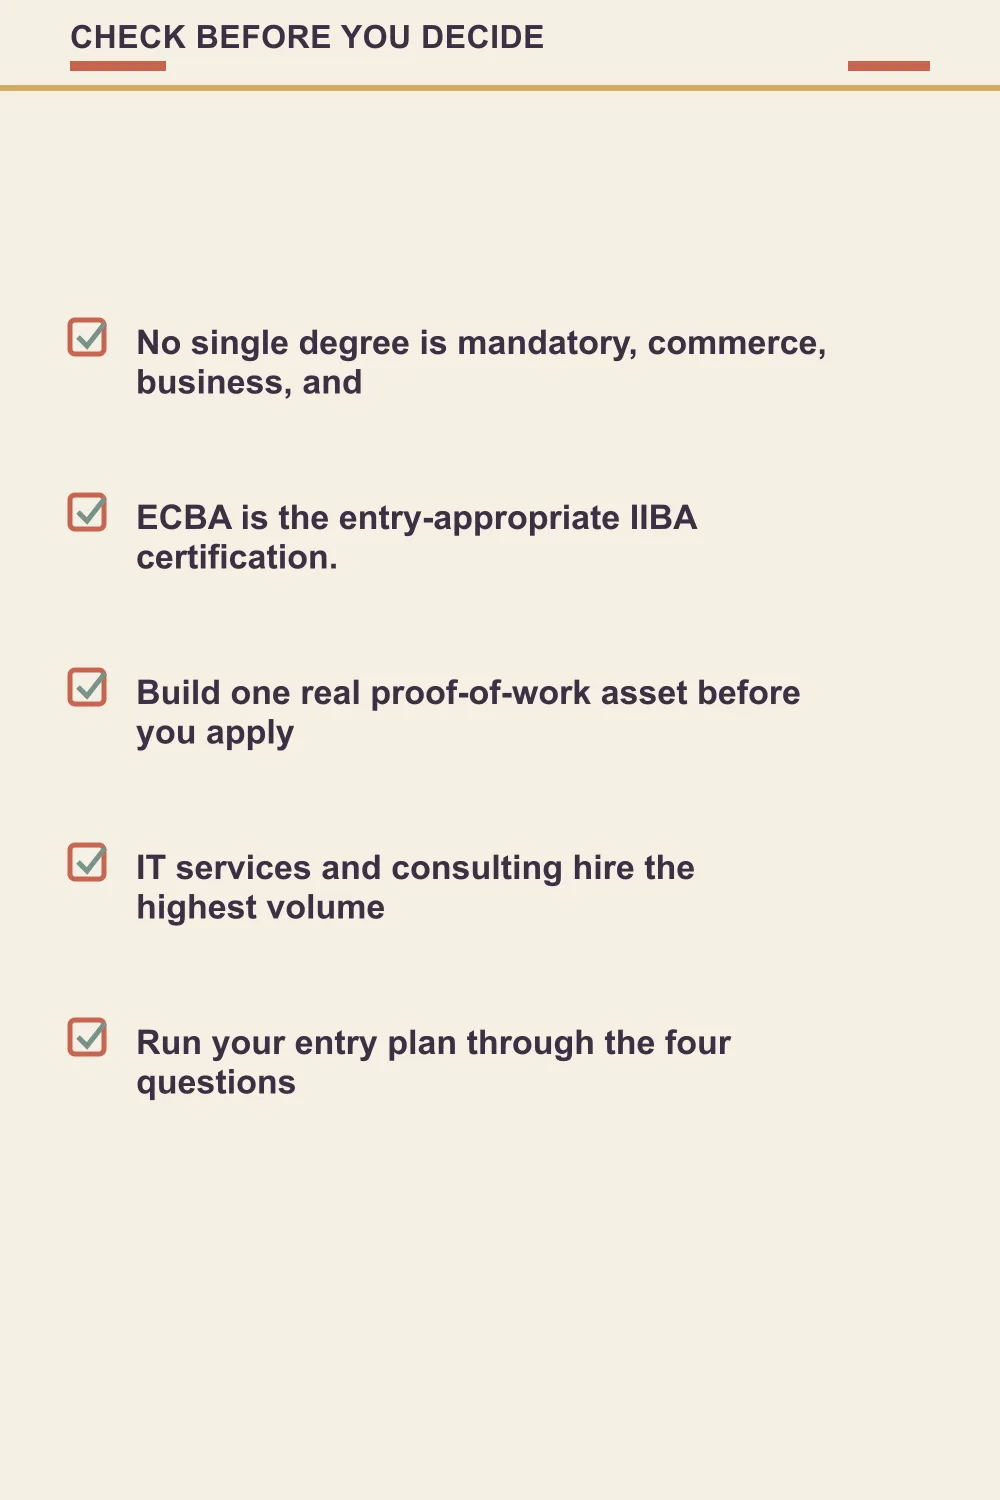 CHECK BEFORE YOU DECIDE
No single degree is mandatory, commerce,
business, and
ECBA is the entry-appropriate IIBA
certification.
Build one real proof-of-work asset before
you apply
IT services and consulting hire the
highest volume
Run your entry plan through the four
questions